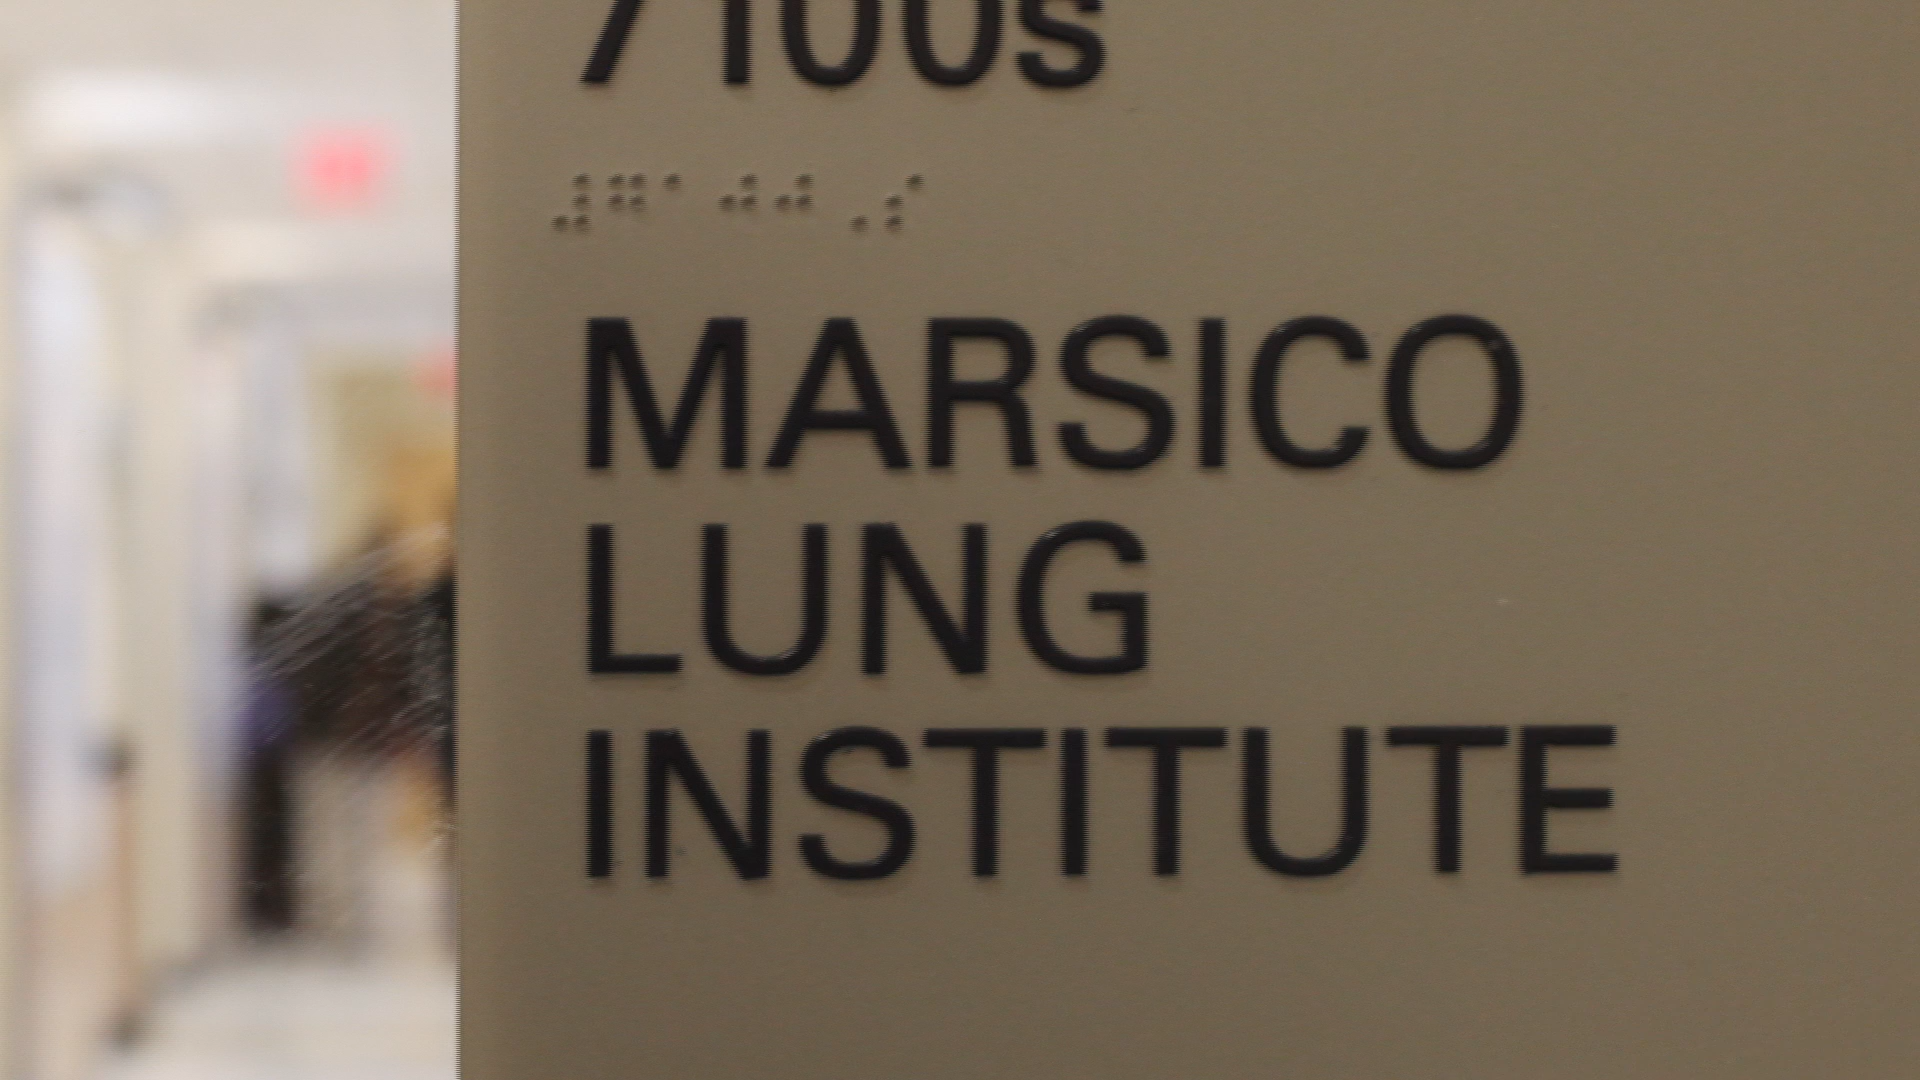 7100s
⠼⠛⠁⠚⠚⠠⠎
MARSICO
LUNG
INSTITUTE